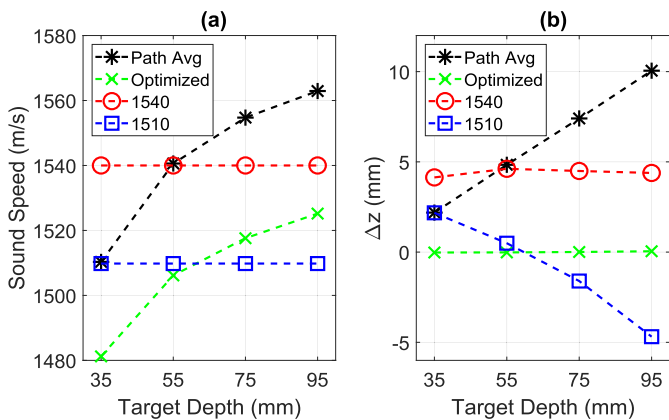 (a)
Sound Speed (m/s)
1580
1560
1540
1520
1500
1480
Path Avg
Optimized
1540
1510
35 55 75 95
Target Depth (mm)
(b)
Δz (mm)
10
5
0
-5
Path Avg
Optimized
1540
1510
35 55 75 95
Target Depth (mm)